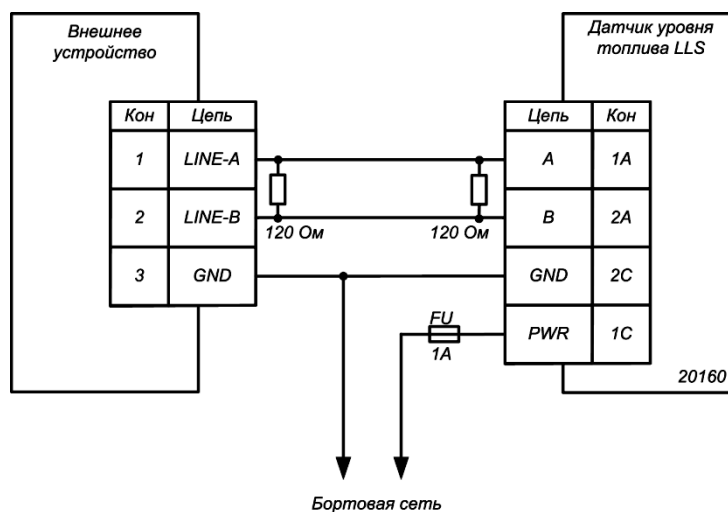 Внешнее
устройство
Датчик уровня
топлива LLS
Кон Цепь
Цепь Кон
1 LINE-A
A 1A
2 LINE-B
B 2A
120 Ом
120 Ом
3 GND
GND 2C
FU
1A
PWR 1C
20160
Бортовая сеть